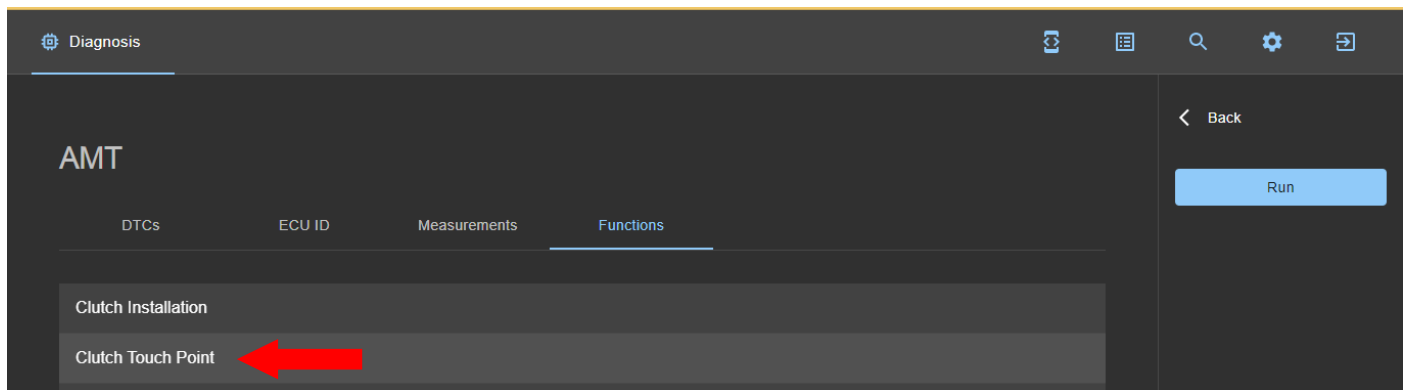 Diagnosis
Back
AMT
Run
DTCs ECU ID Measurements Functions
Clutch Installation
Clutch Touch Point